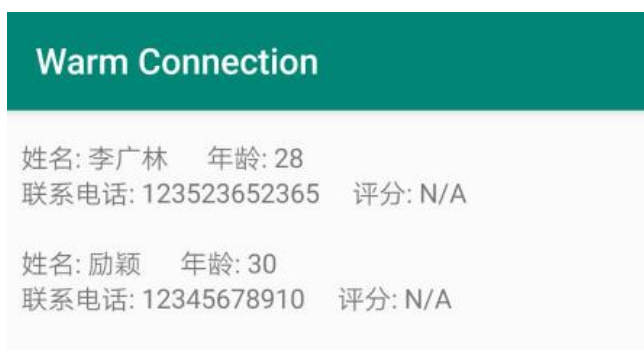 Warm Connection
姓名: 李广林 年龄: 28
联系电话: 123523652365 评分: N/A
姓名: 励颖 年龄: 30
联系电话: 12345678910 评分: N/A